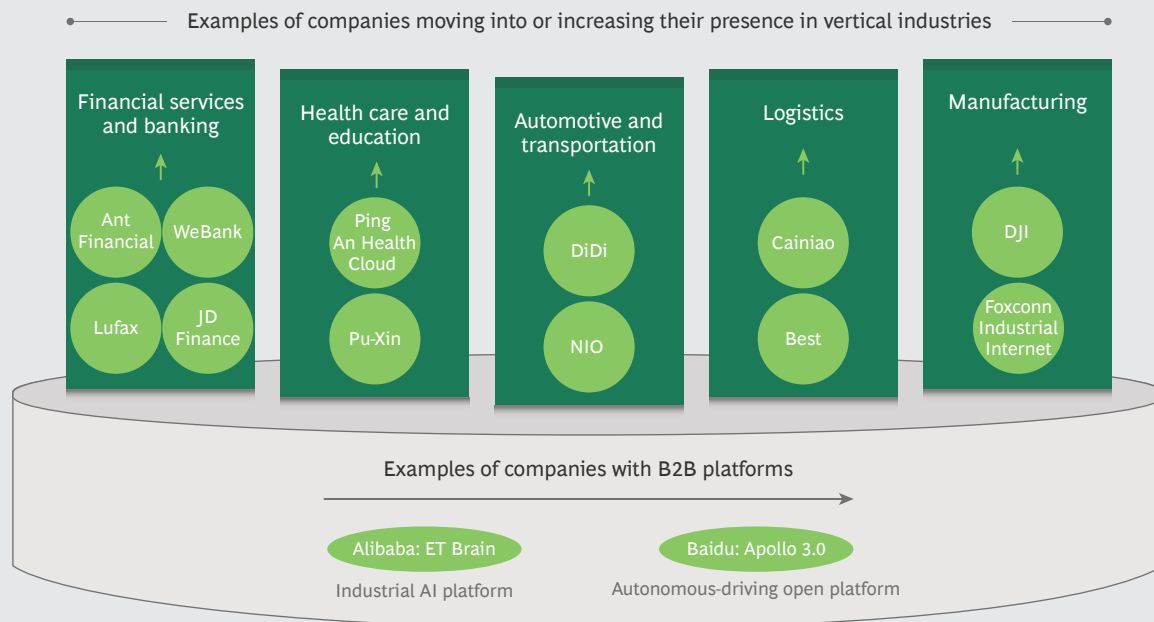 Examples of companies moving into or increasing their presence in vertical industries
Financial services
and banking
Ant
Financial
WeBank
Lufax
JD
Finance
Health care and
education
Ping
An Health
Cloud
Pu-Xin
Automotive and
transportation
DiDi
NIO
Logistics
Cainiao
Best
Manufacturing
DJI
Foxconn
Industrial
Internet
Examples of companies with B2B platforms
Alibaba: ET Brain
Industrial AI platform
Baidu: Apollo 3.0
Autonomous-driving open platform